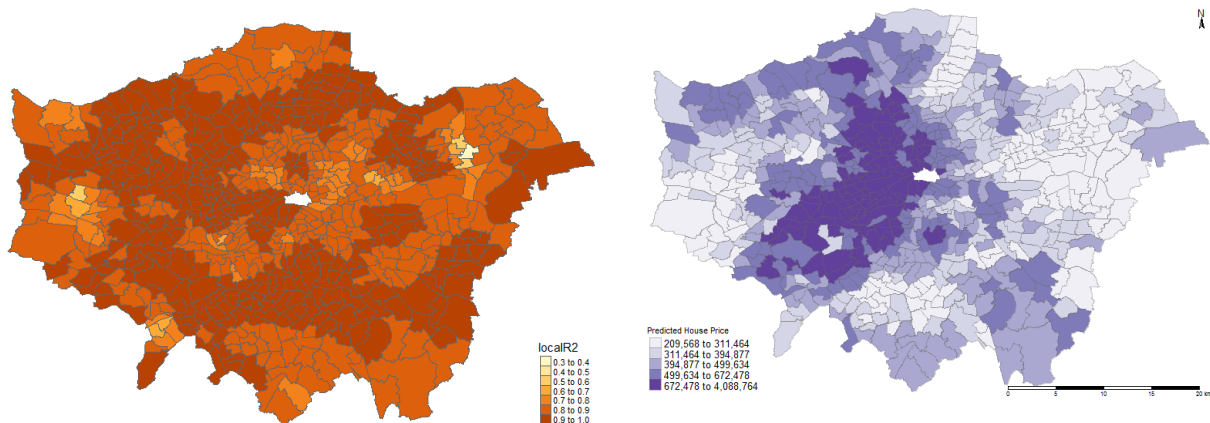 localR2
0.3 to 0.4
0.4 to 0.5
0.5 to 0.6
0.6 to 0.7
0.7 to 0.8
0.8 to 0.9
0.9 to 1.0
N
Predicted House Price
209,568 to 311,464
311,464 to 394,877
394,877 to 499,634
499,634 to 672,478
672,478 to 4,088,764
0 5 10 15 20 km